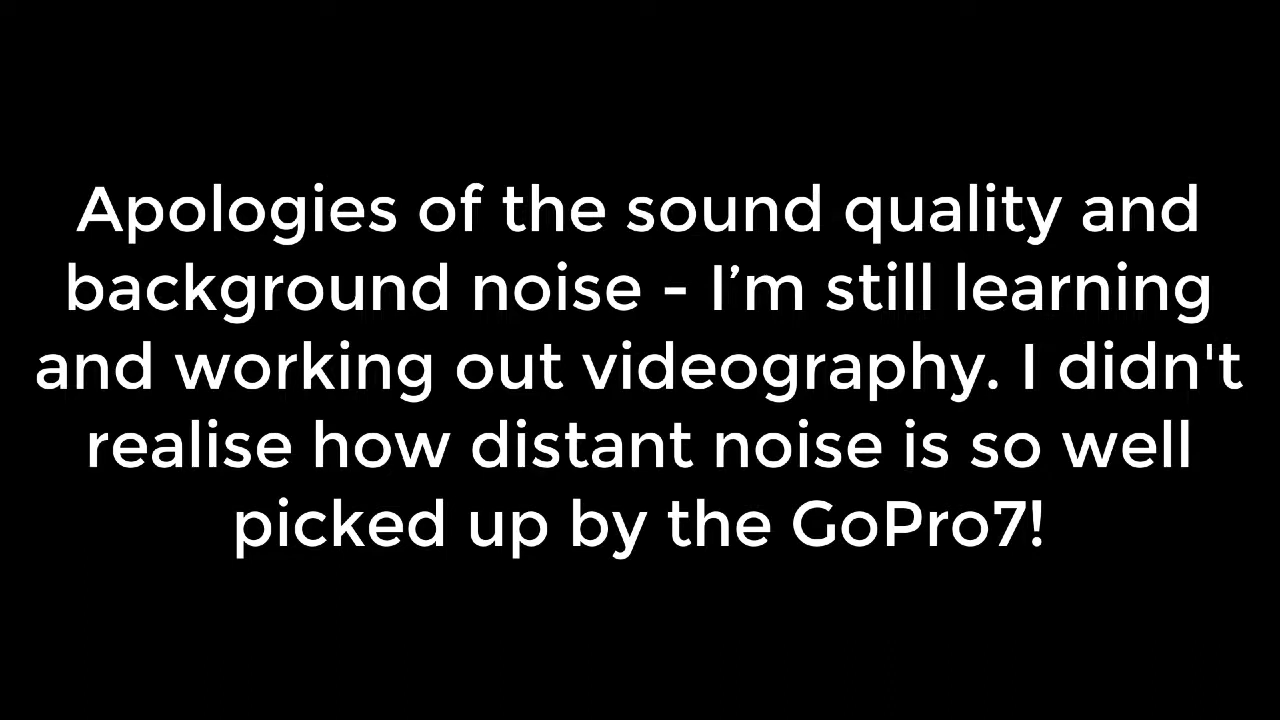 Apologies of the sound quality and
background noise - I’m still learning
and working out videography. I didn't
realise how distant noise is so well
picked up by the GoPro7!